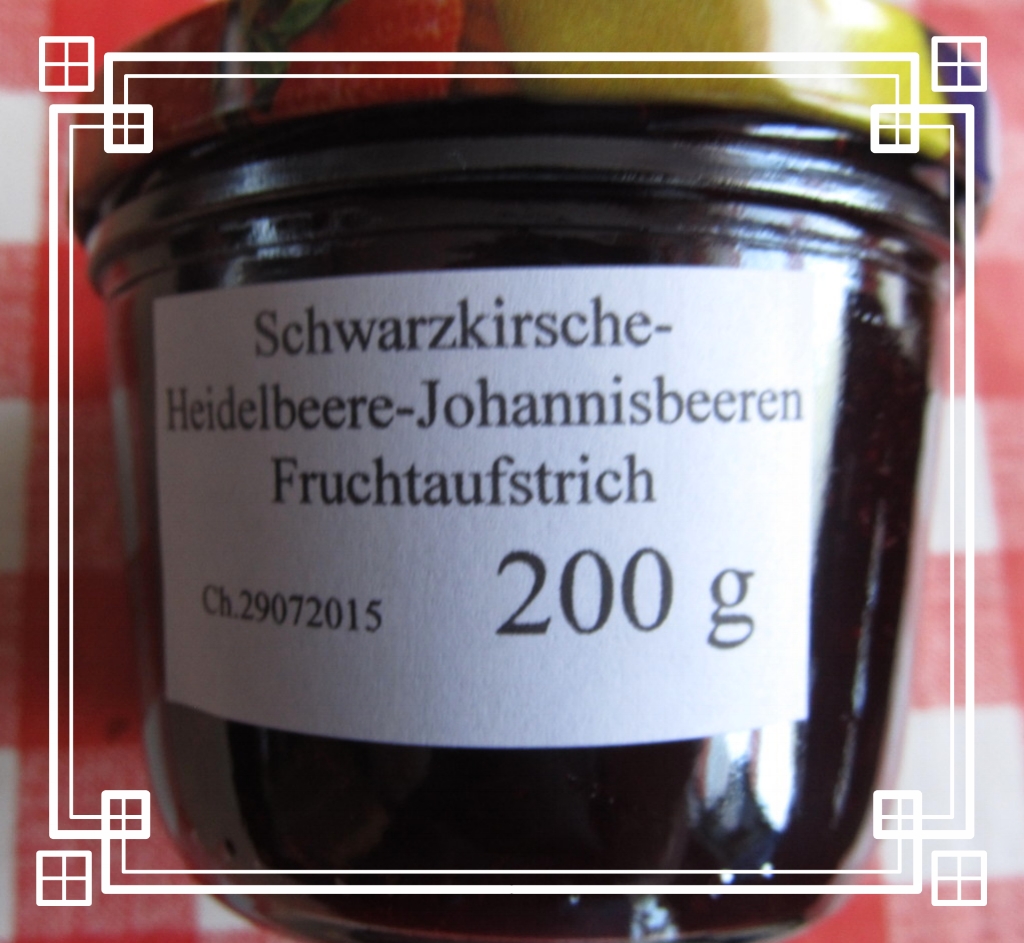 Schwarzkirsche-
Heidelbeere-Johannisbeeren
Fruchtaufstrich
Ch.29072015 200 g